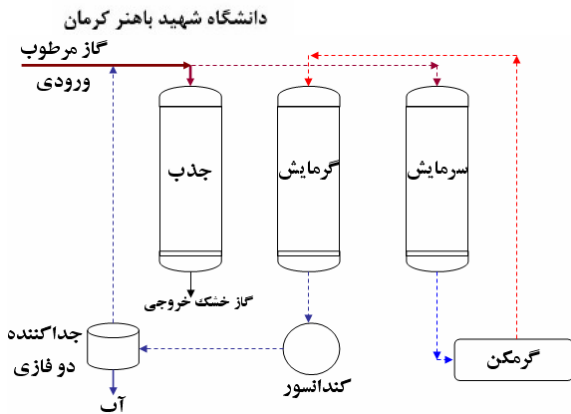 دانشگاه شهید باهنر کرمان
گاز مرطوب
ورودی
جذب
گرمایش
سرمایش
گاز خشک خروجی
جداکننده
دو فازی
کندانسور
گرمکن
آب